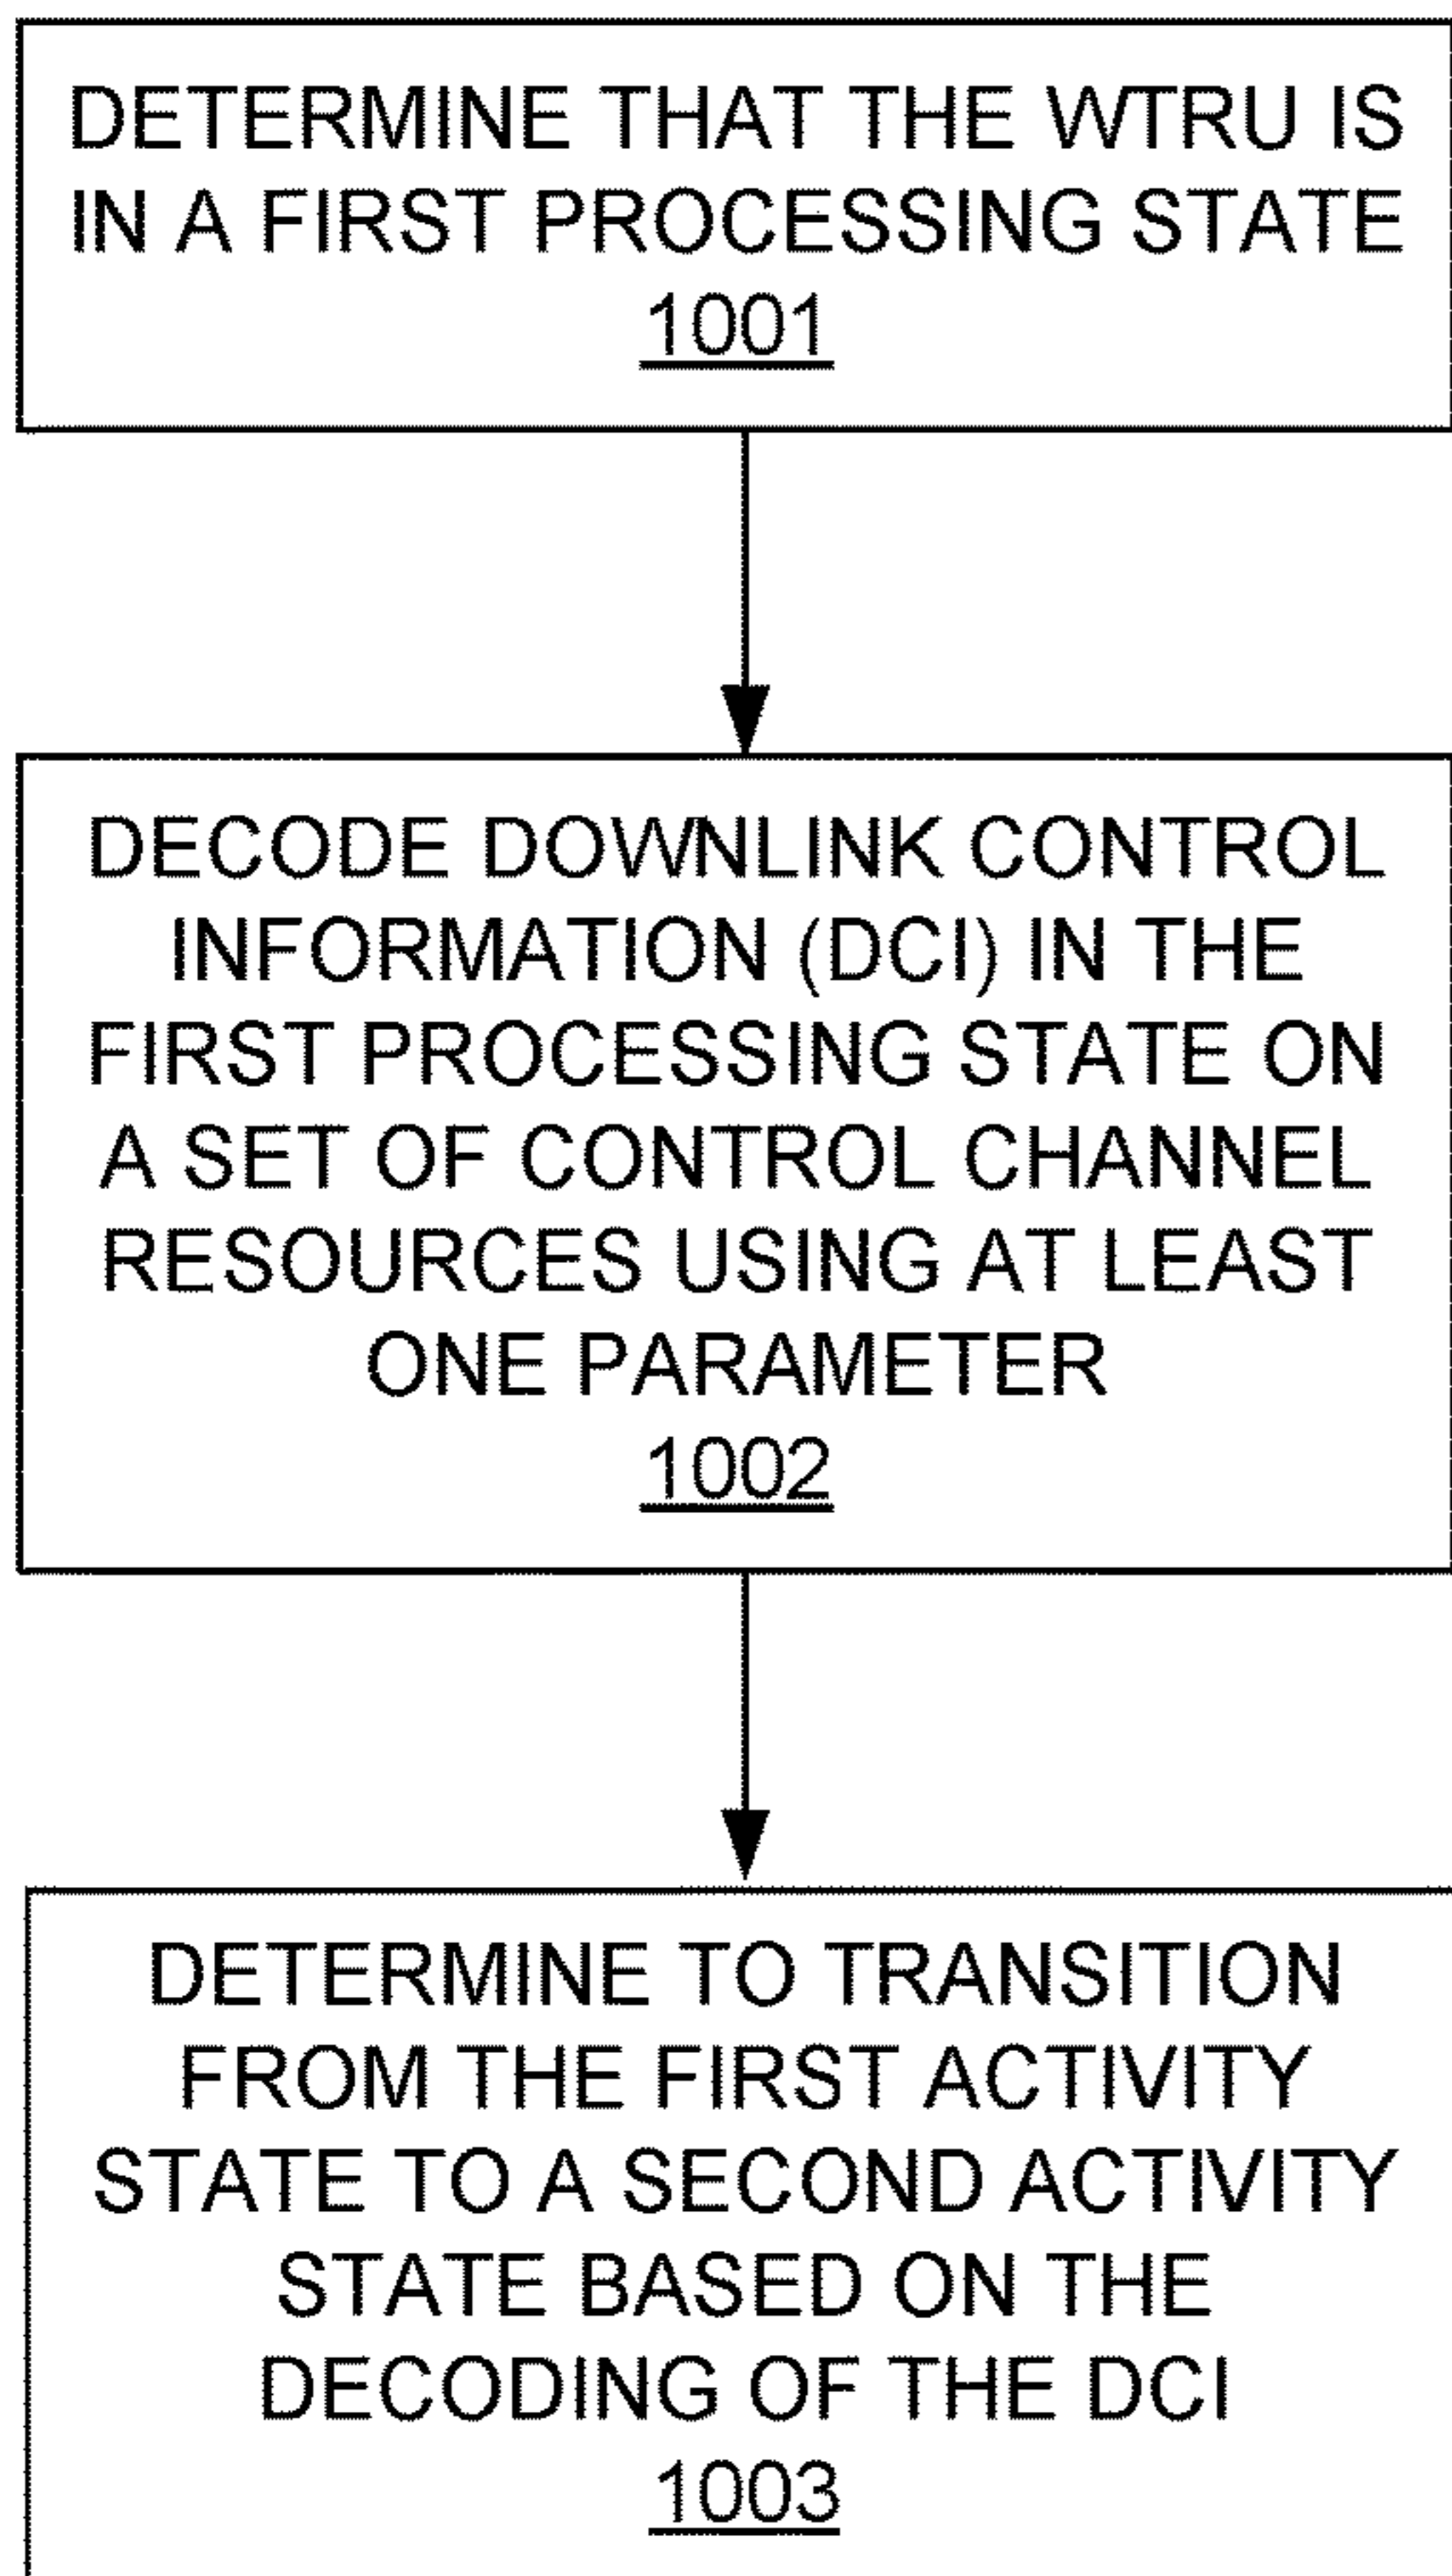 DETERMINE THAT THE WTRU IS
IN A FIRST PROCESSING STATE
1001
DECODE DOWNLINK CONTROL
INFORMATION (DCI) IN THE
FIRST PROCESSING STATE ON
A SET OF CONTROL CHANNEL
RESOURCES USING AT LEAST
ONE PARAMETER
1002
DETERMINE TO TRANSITION
FROM THE FIRST ACTIVITY
STATE TO A SECOND ACTIVITY
STATE BASED ON THE
DECODING OF THE DCI
1003